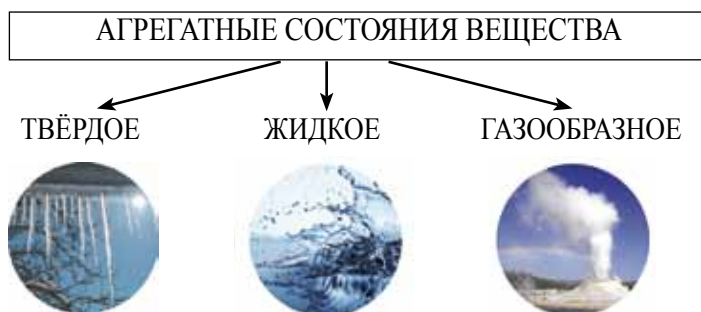 АГРЕГАТНЫЕ СОСТОЯНИЯ ВЕЩЕСТВА
ТВЁРДОЕ ЖИДКОЕ ГАЗООБРАЗНОЕ